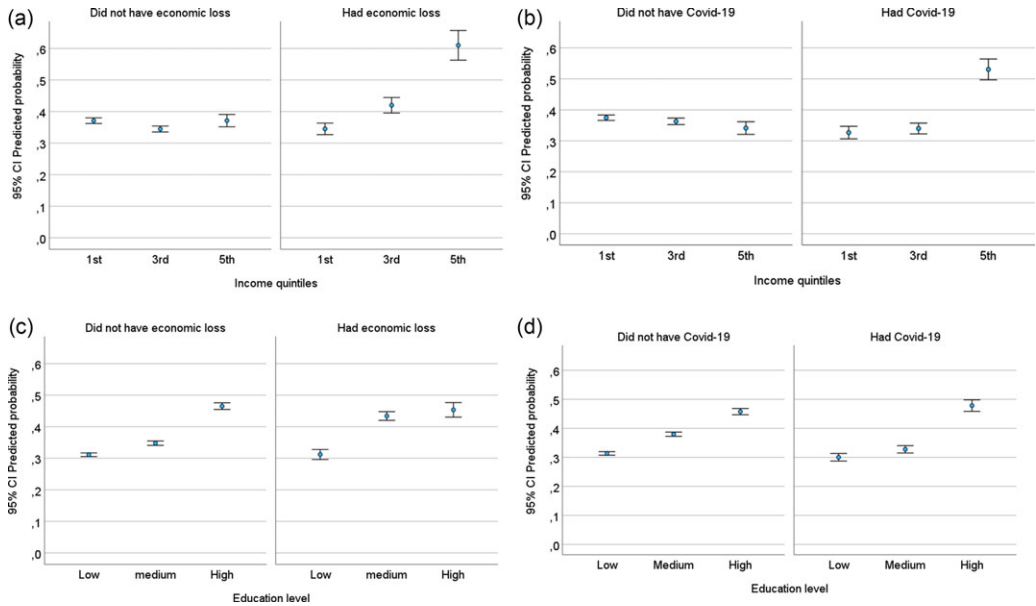 (a)
Did not have economic loss
Had economic loss
95% CI Predicted probability
,6
,5
,4
,3
,2
,1
,0
1st 3rd 5th
1st 3rd 5th
Income quintiles
(b)
Did not have Covid-19
Had Covid-19
95% CI Predicted probability
,6
,5
,4
,3
,2
,1
,0
1st 3rd 5th
1st 3rd 5th
Income quintiles
(c)
Did not have economic loss
Had economic loss
95% CI Predicted probability
,6
,5
,4
,3
,2
,1
,0
Low medium High
Low medium High
Education level
(d)
Did not have Covid-19
Had Covid-19
95% CI Predicted probability
,6
,5
,4
,3
,2
,1
,0
Low Medium High
Low Medium High
Education level